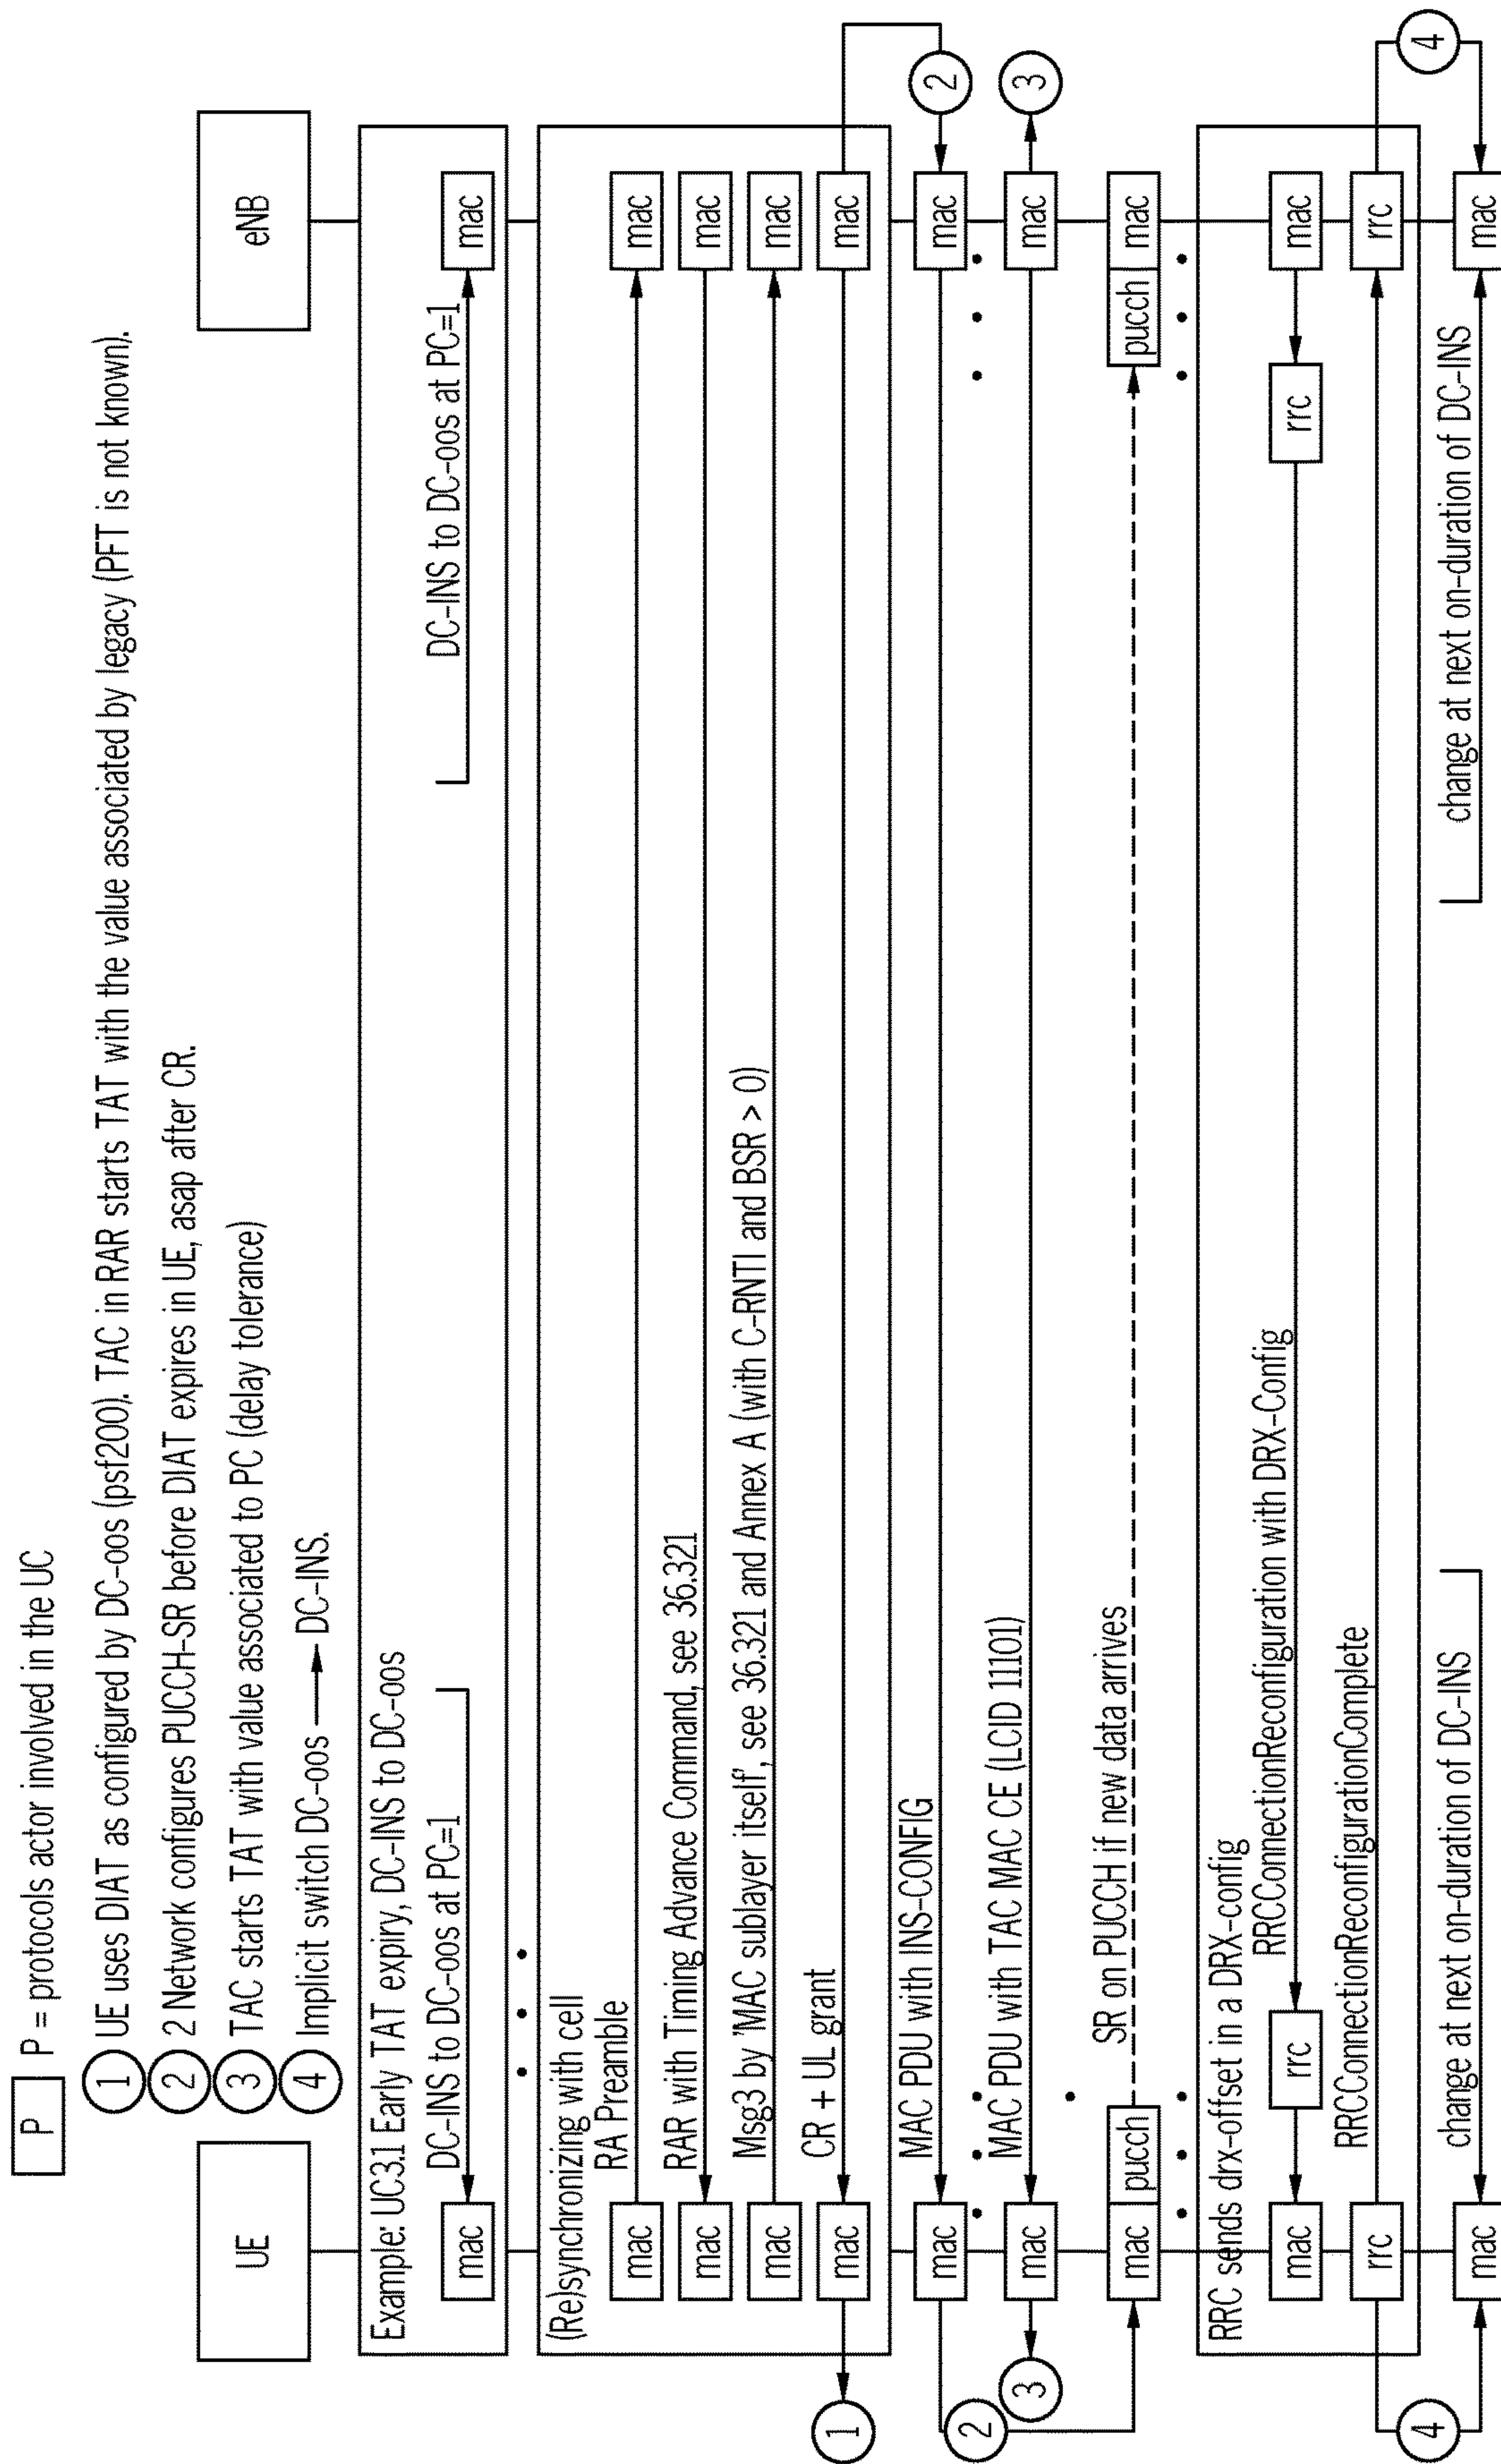 P P = protocols actor involved in the UC
1 UE uses DIAT as configured by DC-oos (psf200). TAC in RAR starts TAT with the value associated by legacy (PFT is not known).
2 2 Network configures PUCCH-SR before DIAT expires in UE, asap after CR.
3 TAC starts TAT with value associated to PC (delay tolerance)
4 Implicit switch DC-oos → DC-INS.
UE eNB
Example: UC3.1 Early TAT expiry, DC-INS to DC-oos
DC-INS to DC-oos at PC=1 DC-INS to DC-oos at PC=1
mac mac
(Re)synchronizing with cell
RA Preamble
mac mac
RAR with Timing Advance Command, see 36.321
mac mac
Msg3 by 'MAC sublayer itself', see 36.321 and Annex A (with C-RNTI and BSR > 0)
mac mac
CR + UL grant
1 mac mac
MAC PDU with INS-CONFIG
mac mac 2
2
MAC PDU with TAC MAC CE (LCID 11101)
3 mac mac 3
SR on PUCCH if new data arrives
mac pucch pucch mac
RRC sends drx-offset in a DRX-config
RRCConnectionReconfiguration with DRX-Config
mac rrc rrc mac
RRCConnectionReconfigurationComplete
rrc rrc
4 4
change at next on-duration of DC-INS change at next on-duration of DC-INS
mac mac